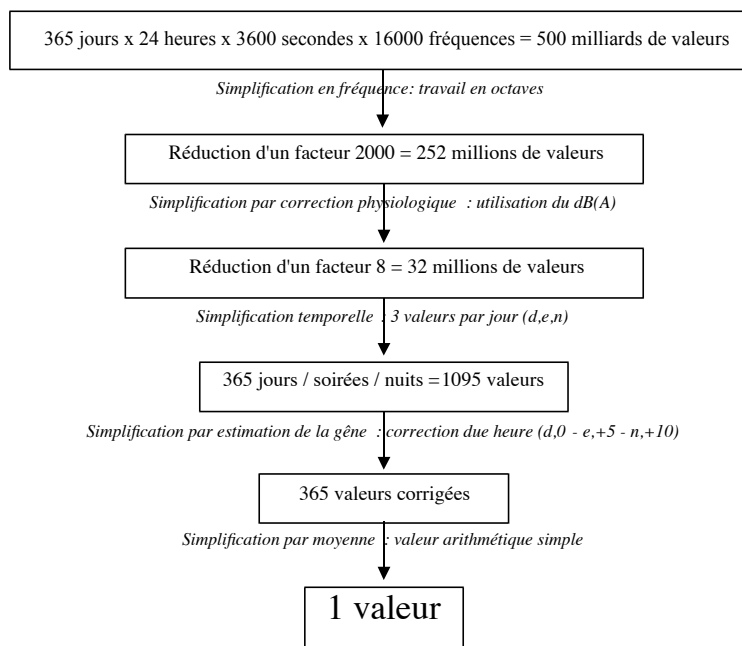 365 jours x 24 heures x 3600 secondes x 16000 fréquences = 500 milliards de valeurs
Simplification en fréquence: travail en octaves
Réduction d'un facteur 2000 = 252 millions de valeurs
Simplification par correction physiologique : utilisation du dB(A)
Réduction d'un facteur 8 = 32 millions de valeurs
Simplification temporelle : 3 valeurs par jour (d,e,n)
365 jours / soirées / nuits =1095 valeurs
Simplification par estimation de la gêne : correction due heure (d,0 - e,+5 - n,+10)
365 valeurs corrigées
Simplification par moyenne : valeur arithmétique simple
1 valeur